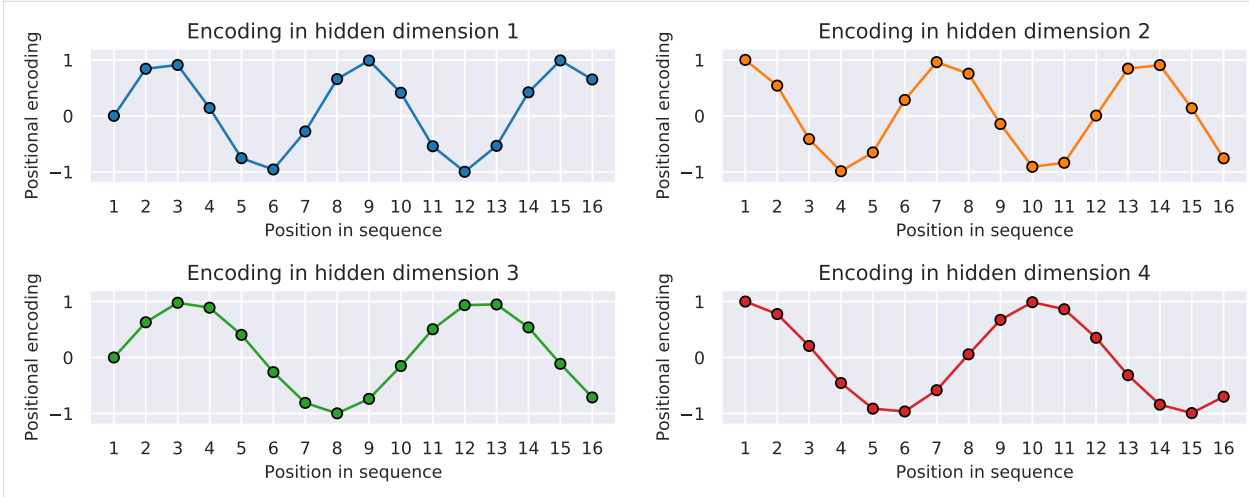 Encoding in hidden dimension 1
Positional encoding
1
0
−1
1 2 3 4 5 6 7 8 9 10 11 12 13 14 15 16
Position in sequence
Encoding in hidden dimension 2
Positional encoding
1
0
−1
1 2 3 4 5 6 7 8 9 10 11 12 13 14 15 16
Position in sequence
Encoding in hidden dimension 3
Positional encoding
1
0
−1
1 2 3 4 5 6 7 8 9 10 11 12 13 14 15 16
Position in sequence
Encoding in hidden dimension 4
Positional encoding
1
0
−1
1 2 3 4 5 6 7 8 9 10 11 12 13 14 15 16
Position in sequence